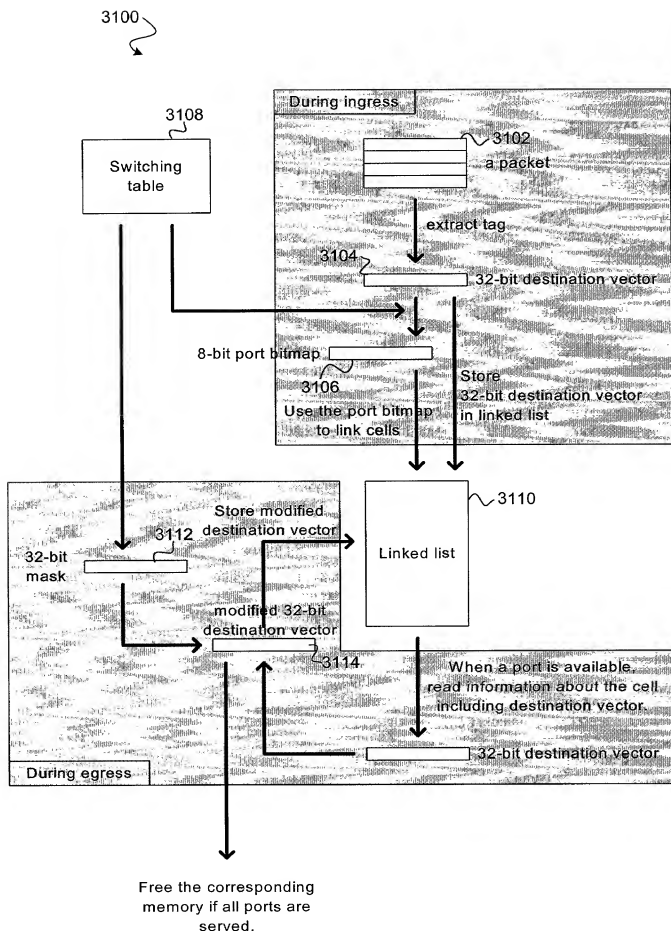 3100
During ingress
3108
Switching
table
3102
a packet
extract tag
3104
32-bit destination vector
8-bit port bitmap
3106
Store
32-bit destination vector
in linked list
Use the port bitmap
to link cells
3110
Linked list
Store modified
destination vector
3112
32-bit
mask
modified 32-bit
destination vector
3114
When a port is available,
read information about the cell
including destination vector.
32-bit destination vector
During egress
Free the corresponding
memory if all ports are
served.